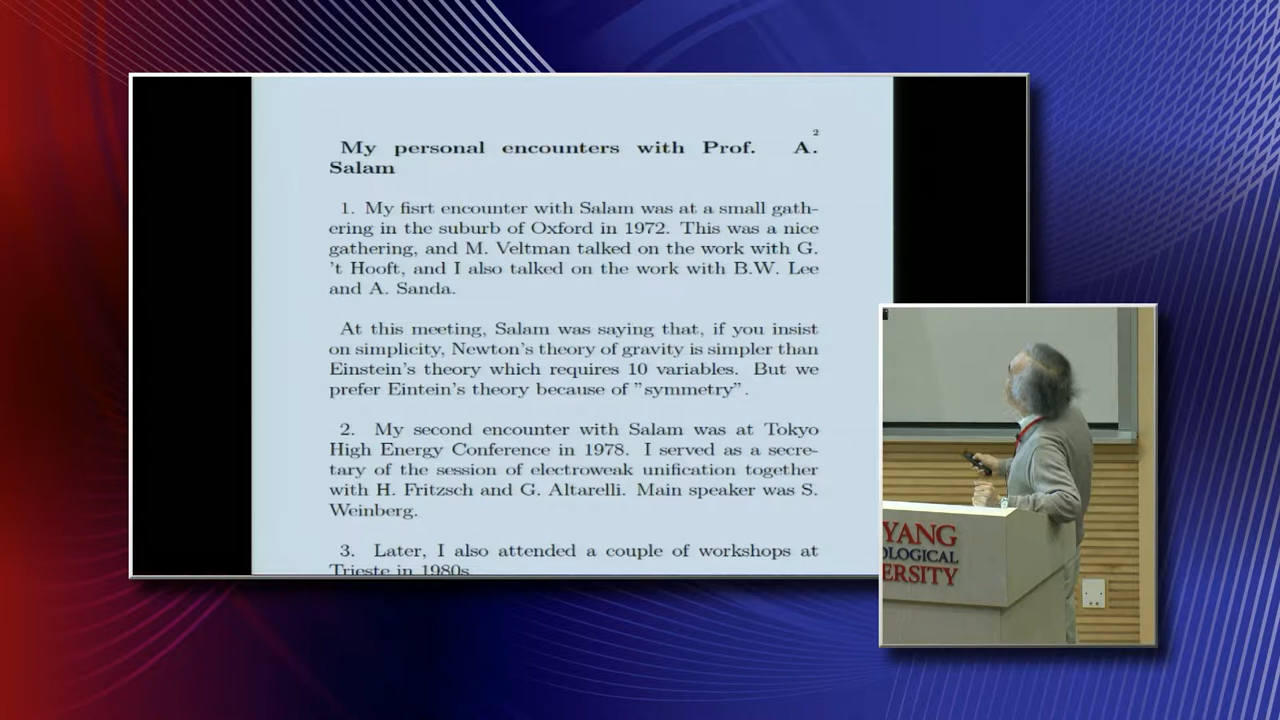 2
My personal encounters with Prof. A.
Salam
1. My fisrt encounter with Salam was at a small gath-
ering in the suburb of Oxford in 1972. This was a nice
gathering, and M. Veltman talked on the work with G.
't Hooft, and I also talked on the work with B.W. Lee
and A. Sanda.
At this meeting, Salam was saying that, if you insist
on simplicity, Newton's theory of gravity is simpler than
Einstein's theory which requires 10 variables. But we
prefer Eintein's theory because of "symmetry".
2. My second encounter with Salam was at Tokyo
High Energy Conference in 1978. I served as a secre-
tary of the session of electroweak unification together
with H. Fritzsch and G. Altarelli. Main speaker was S.
Weinberg.
3. Later, I also attended a couple of workshops at
Trieste in 1980s
YANG
OLOGICAL
ERSITY